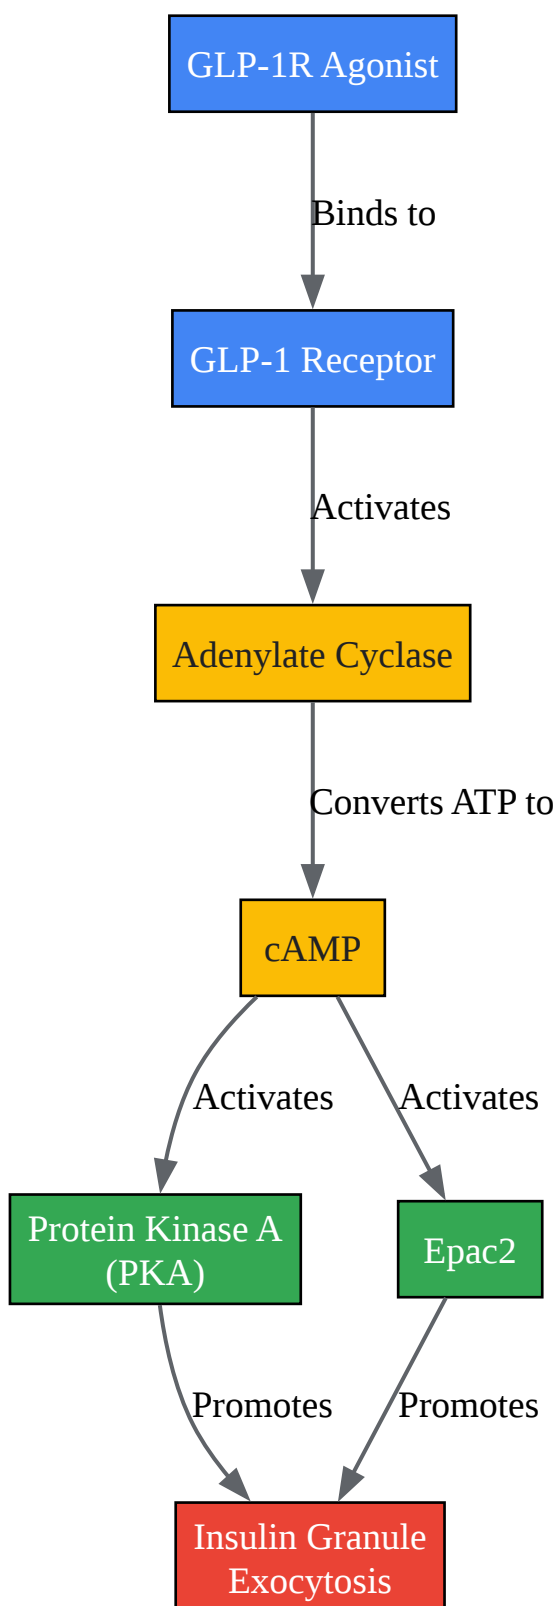 GLP-1R Agonist
Binds to
GLP-1 Receptor
Activates
Adenylate Cyclase
Converts ATP to
cAMP
Activates
Activates
Protein Kinase A
(PKA)
Epac2
Promotes
Promotes
Insulin Granule
Exocytosis